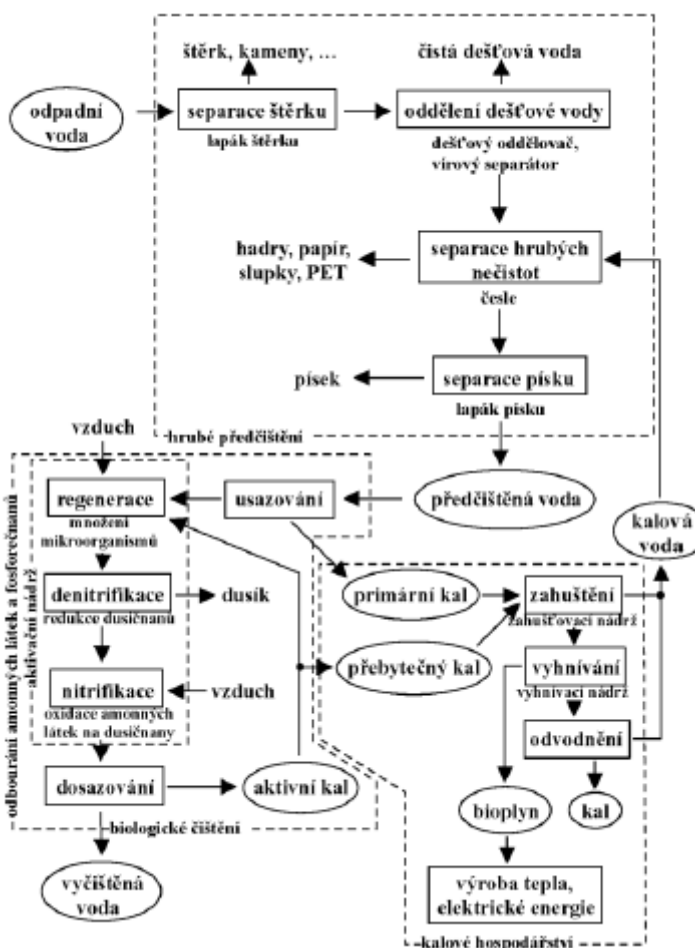 štěrk, kameny, ...
čistá dešťová voda
odpadní
voda
separace štěrku
lapák štěrku
oddělení dešťové vody
dešťový oddělovač,
vírový separátor
hadry, papír,
slupky, PET
separace hrubých
nečistot
česle
písek
separace písku
lapák písku
hrubé předčištění
vzduch
regenerace
množení
mikroorganismů
usazování
předčištěná voda
kalová
voda
odbourání amonných látek a fosforečnanů
aktivační nádrž
denitrifikace
redukce dusičnanů
dusík
primární kal
zahuštění
zahušťovací nádrž
přebytečný kal
vyhnívání
vyhnívací nádrž
nitrifikace
oxidace amonných
látek na dusičnany
vzduch
odvodnění
dosazování
aktivní kal
bioplyn
kal
biologické čištění
vyčištěná
voda
výroba tepla,
elektrické energie
kalové hospodářství